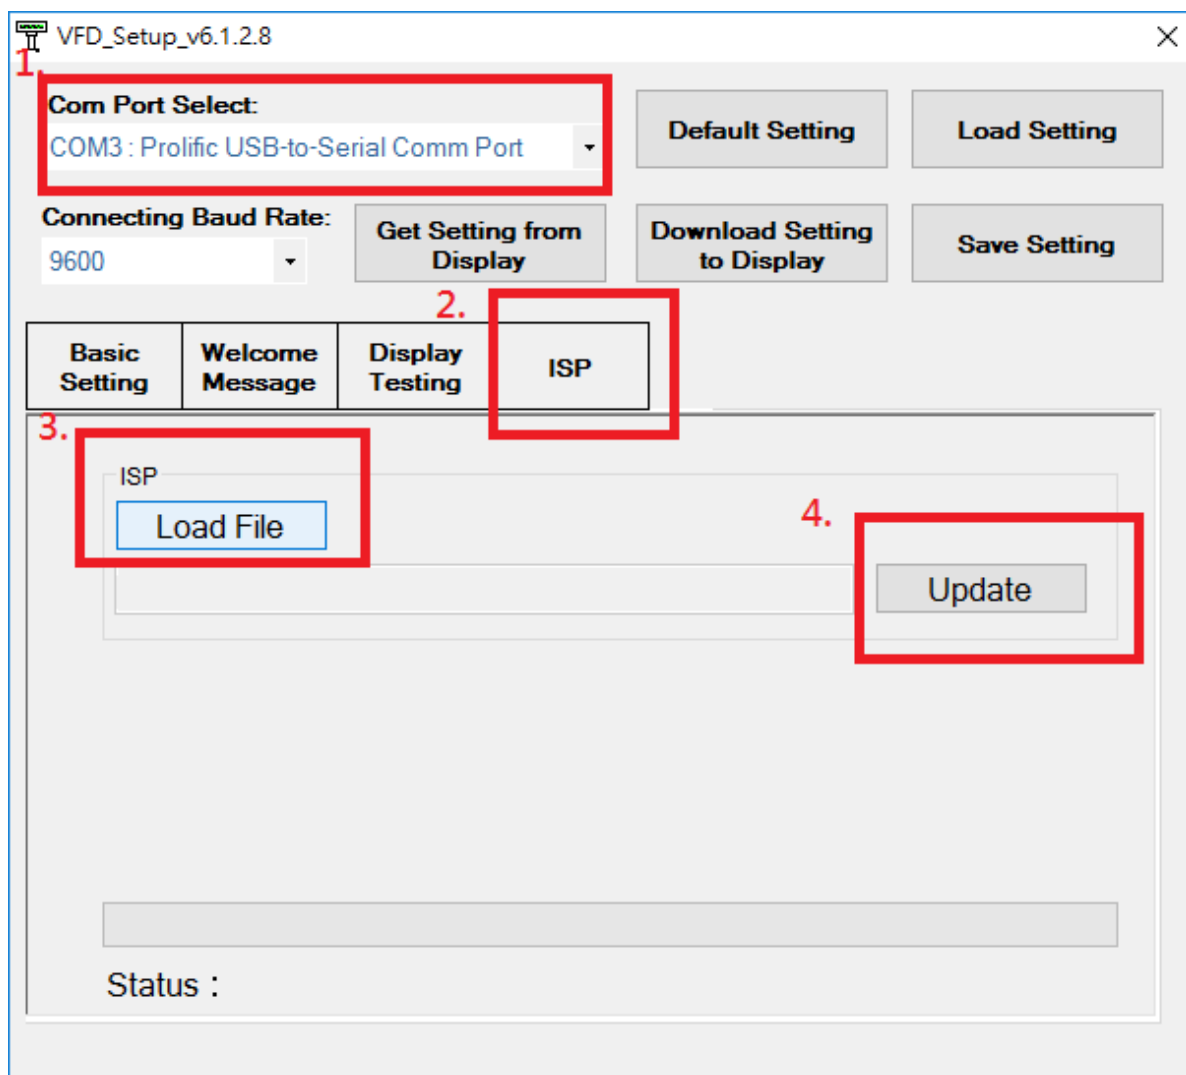 VFD_Setup_v6.1.2.8
1.
Com Port Select:
COM3 : Prolific USB-to-Serial Comm Port
Default Setting
Load Setting
Connecting Baud Rate:
9600
Get Setting from
Display
Download Setting
to Display
Save Setting
2.
Basic
Setting
Welcome
Message
Display
Testing
ISP
3.
ISP
Load File
4.
Update
Status :